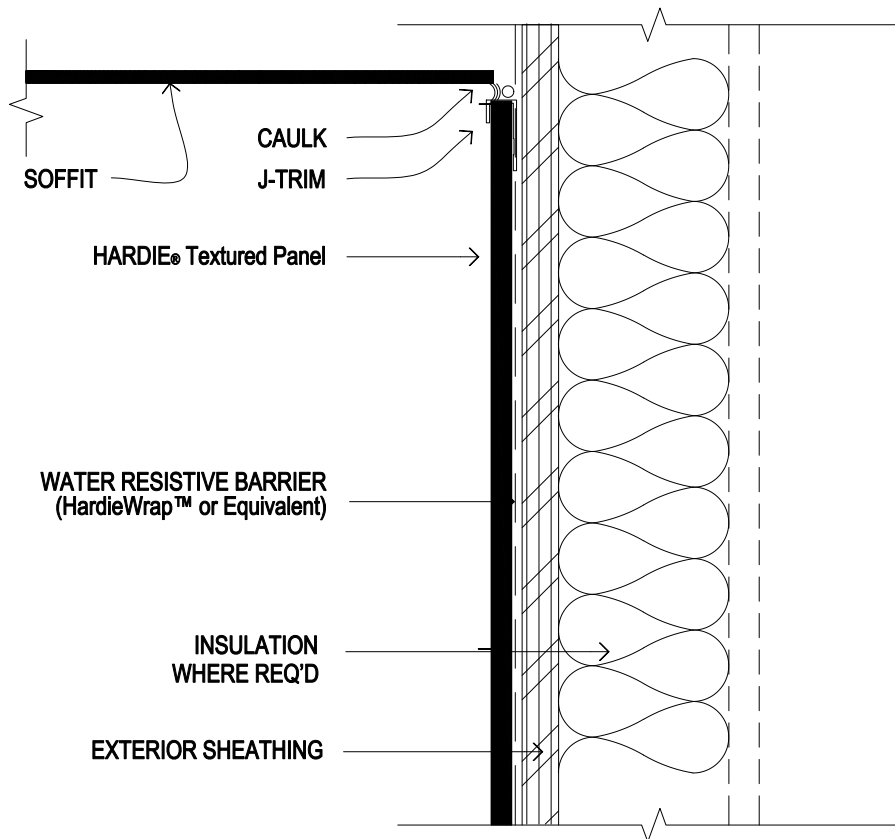 CAULK
SOFFIT
J-TRIM
HARDIE® Textured Panel
WATER RESISTIVE BARRIER
(HardieWrap™ or Equivalent)
INSULATION
WHERE REQ'D
EXTERIOR SHEATHING